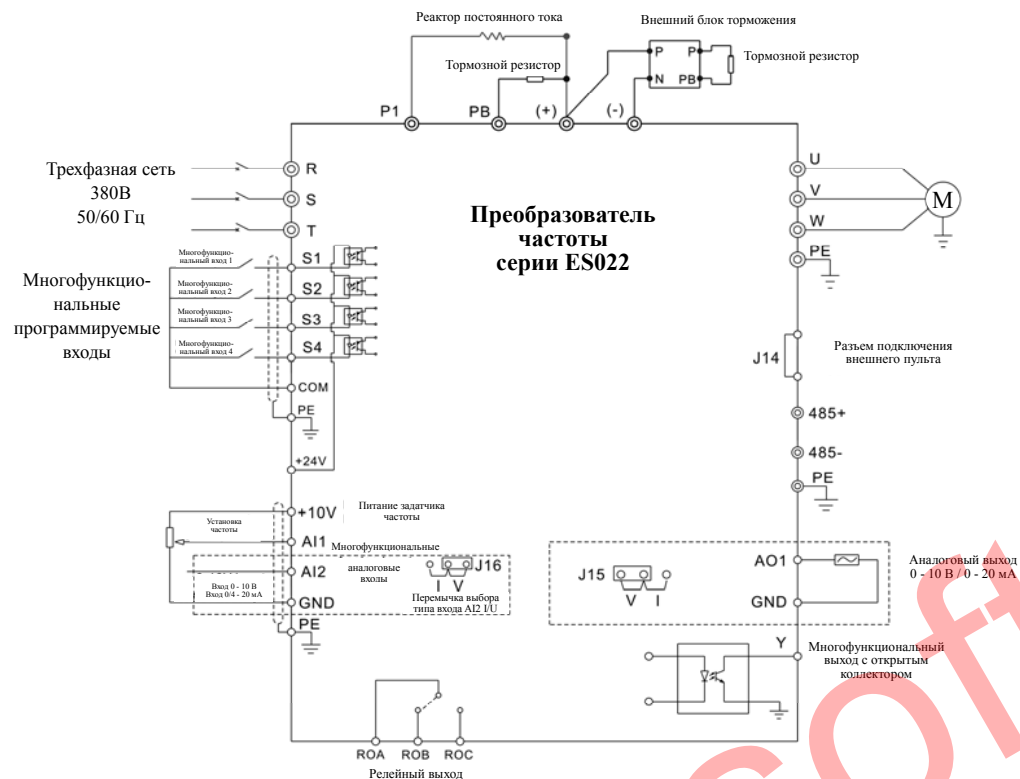 Реактор постоянного тока
Внешний блок торможения
Тормозной резистор
P
P
N
PB
Тормозной резистор
P1
PB
(+)
(-)
Трехфазная сеть
380В
50/60 Гц
R
S
T
Преобразователь
частоты
серии ES022
U
V
W
PE
M
Многофункцио-
нальные
программируемые
входы
Многофункцио-
нальный вход 1
Многофункцио-
нальный вход 2
Многофункцио-
нальный вход 3
Многофункцио-
нальный вход 4
S1
S2
S3
S4
COM
PE
+24V
J14
Разъем подключения
внешнего пульта
485+
485-
PE
+10V
Питание задатчика
частоты
Установка
частоты
AI1
Многофункциональные
аналоговые
вхолы
AI2
Вход 0 - 10 В
Вход 0/4 - 20 мА
GND
PE
J16
I V
Перемычка выбора
типа входа AI2 I/U
J15
V I
AO1
GND
Аналоговый выход
0 - 10 В / 0 - 20 мА
Y
Многофункциональный
выход с открытым
коллектором
ROA
ROB
ROC
Релейный выход
soft